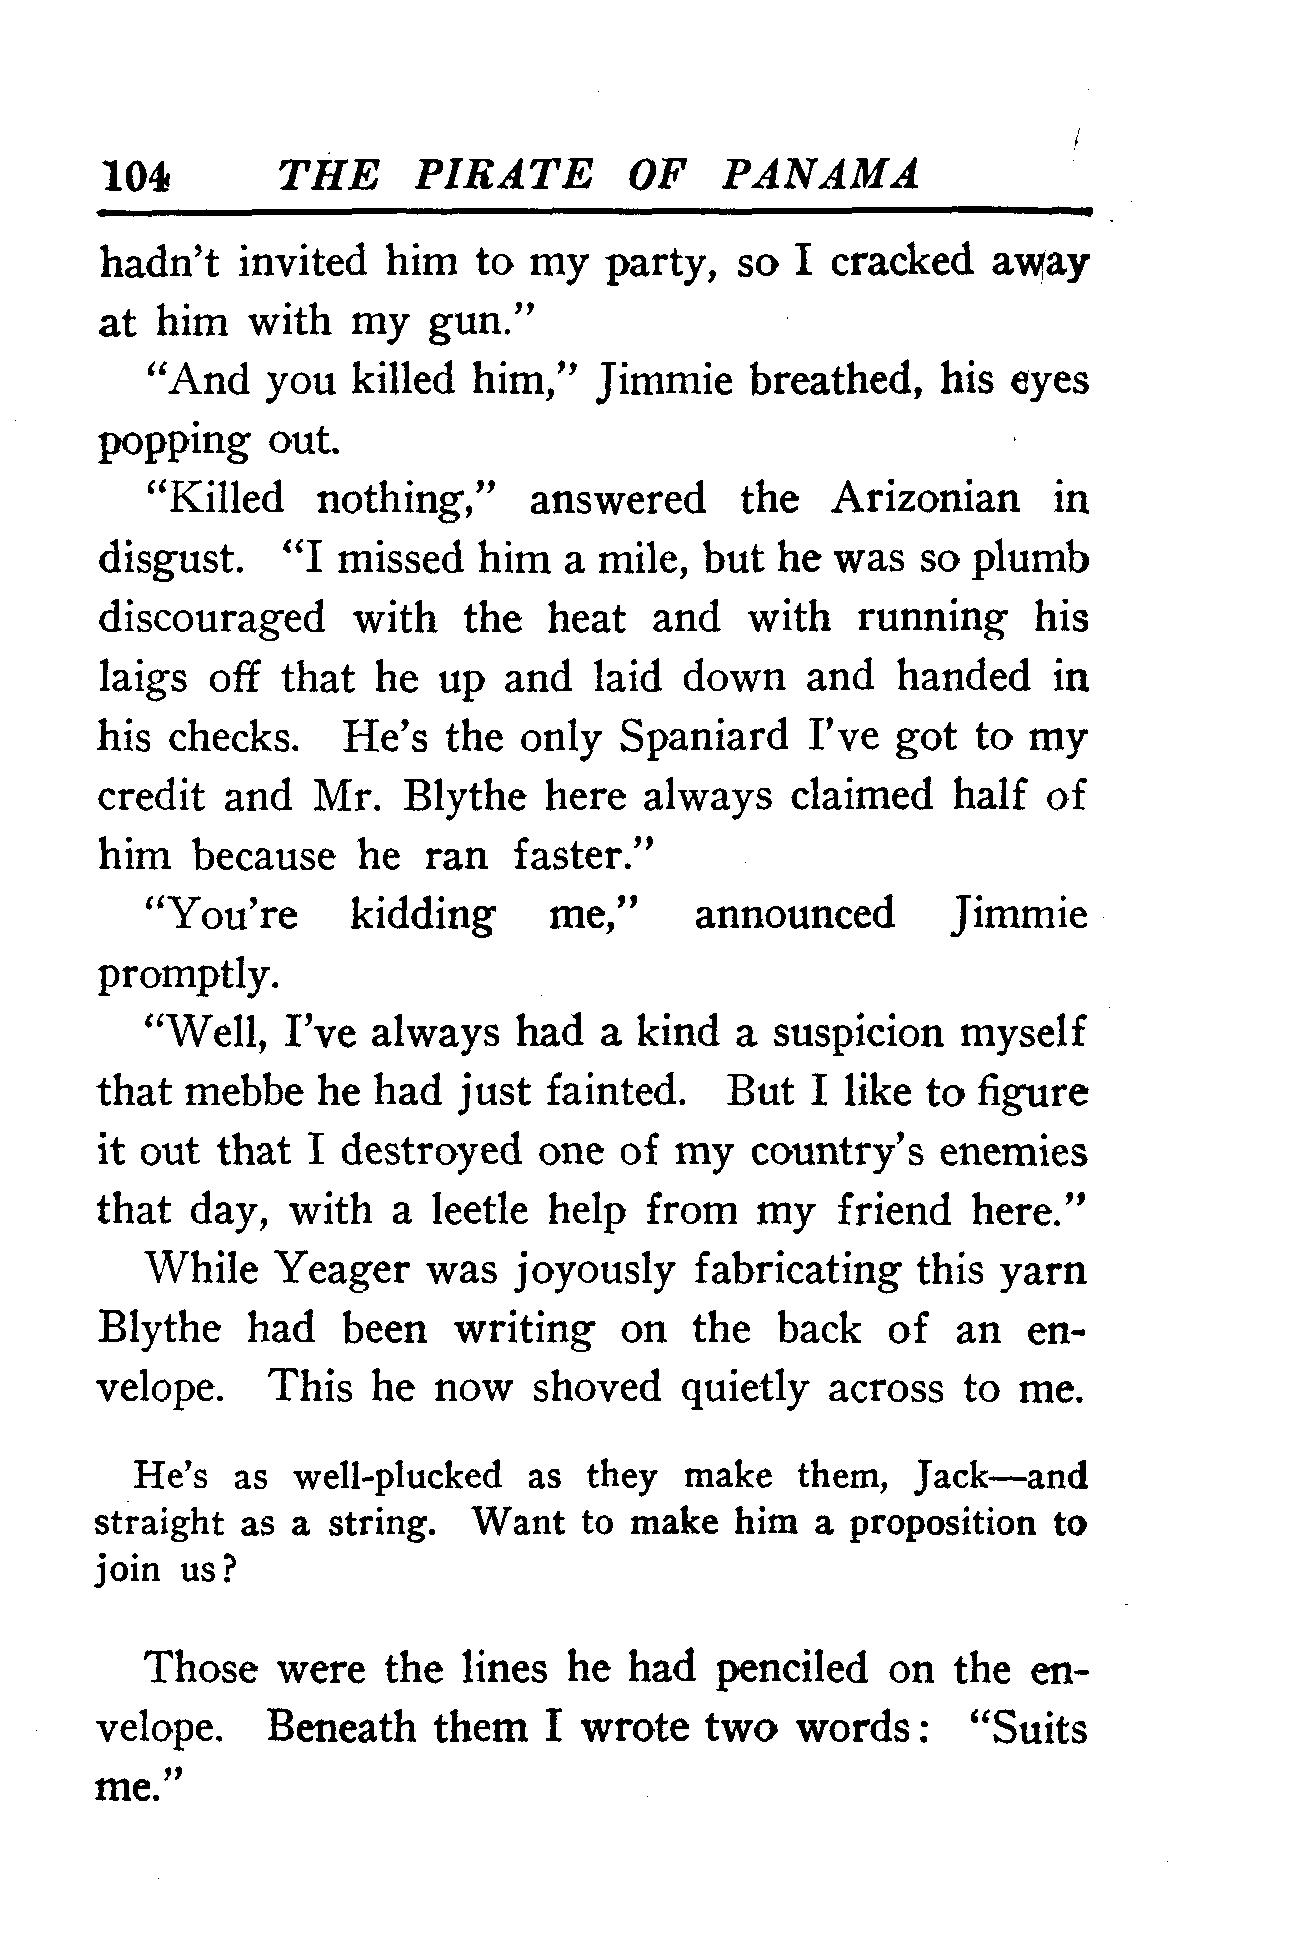 104 THE PIRATE OF PANAMA
hadn't invited him to my party, so I cracked away
at him with my gun."
"And you killed him," Jimmie breathed, his eyes
popping out.
"Killed nothing," answered the Arizonian in
disgust. "I missed him a mile, but he was so plumb
discouraged with the heat and with running his
laigs off that he up and laid down and handed in
his checks. He's the only Spaniard I've got to my
credit and Mr. Blythe here always claimed half of
him because he ran faster."
"You're kidding me," announced Jimmie
promptly.
"Well, I've always had a kind a suspicion myself
that mebbe he had just fainted. But I like to figure
it out that I destroyed one of my country's enemies
that day, with a leetle help from my friend here."
While Yeager was joyously fabricating this yarn
Blythe had been writing on the back of an en-
velope. This he now shoved quietly across to me.
He's as well-plucked as they make them, Jack—and
straight as a string. Want to make him a proposition to
join us?
Those were the lines he had penciled on the en-
velope. Beneath them I wrote two words: "Suits
me."